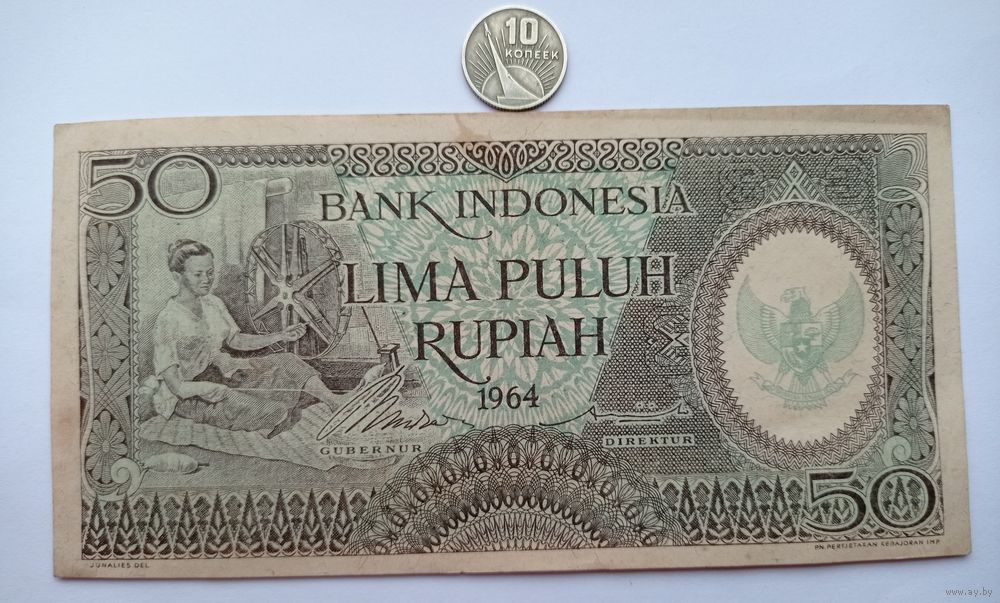 10
КОПЕЕК
50
BANK INDONESIA
LIMA PULUH
RUPIAH
1964
GUBERNUR
DIREKTUR
50
JUNALIES DEL.
PN. PERTJETAKAN KEBAJORAN IMP.
www.ay.by